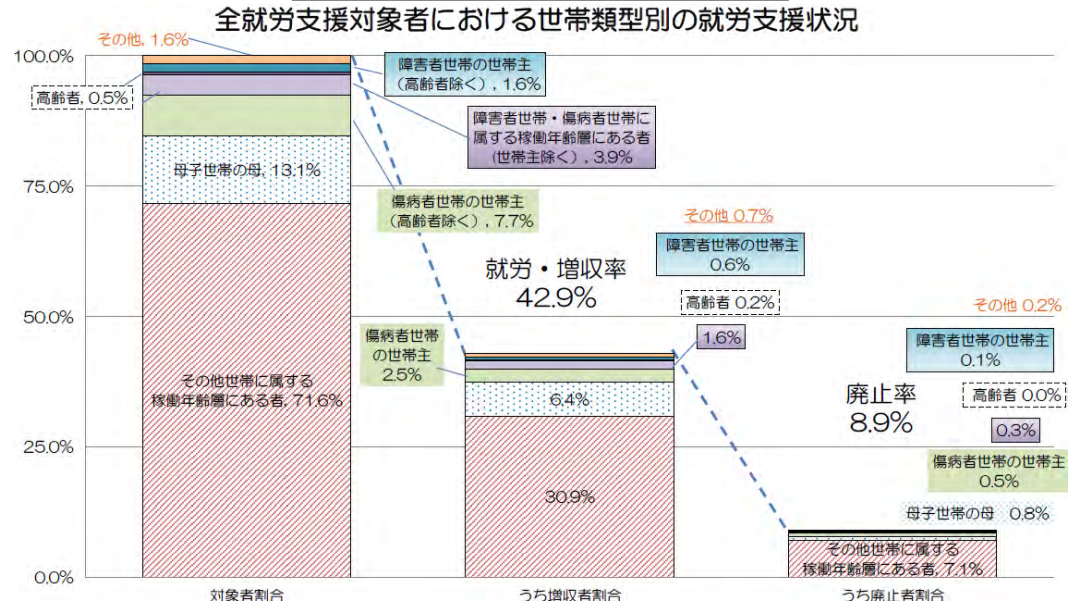 全就労支援対象者における世帯類型別の就労支援状況
その他, 1.6%
100.0%
75.0%
50.0%
25.0%
0.0%
高齢者, 0.5%
障害者世帯の世帯主
（高齢者除く）, 1.6%
障害者世帯・傷病者世帯に
属する稼働年齢層にある者
(世帯主除く）, 3.9%
母子世帯の母, 13.1%
傷病者世帯の世帯主
（高齢者除く）, 7.7%
その他世帯に属する
稼働年齢層にある者, 71.6%
就労・増収率
42.9%
その他 0.7%
障害者世帯の世帯主
0.6%
高齢者 0.2%
1.6%
傷病者世帯
の世帯主
2.5%
6.4%
30.9%
廃止率
8.9%
その他 0.2%
障害者世帯の世帯主
0.1%
高齢者 0.0%
0.3%
傷病者世帯の世帯主
0.5%
母子世帯の母 0.8%
その他世帯に属する
稼働年齢層にある者, 7.1%
対象者割合
うち増収者割合
うち廃止者割合